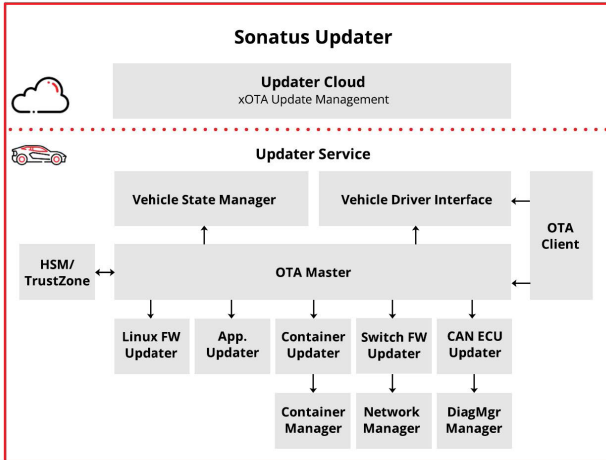 Sonatus Updater
Updater Cloud
xOTA Update Management
Updater Service
Vehicle State Manager
Vehicle Driver Interface
OTA
Client
HSM/
TrustZone
OTA Master
Linux FW
Updater
App.
Updater
Container
Updater
Switch FW
Updater
CAN ECU
Updater
Container
Manager
Network
Manager
DiagMgr
Manager